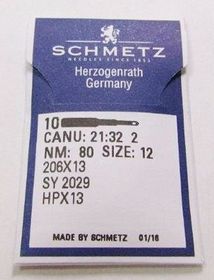 SCHMETZ
NEEDLES SINCE 1851
Herzogenrath
Germany
10
CANU: 21:32 2
NM: 80 SIZE: 12
206X13
SY 2029
HPX13
MADE BY SCHMETZ 01/16